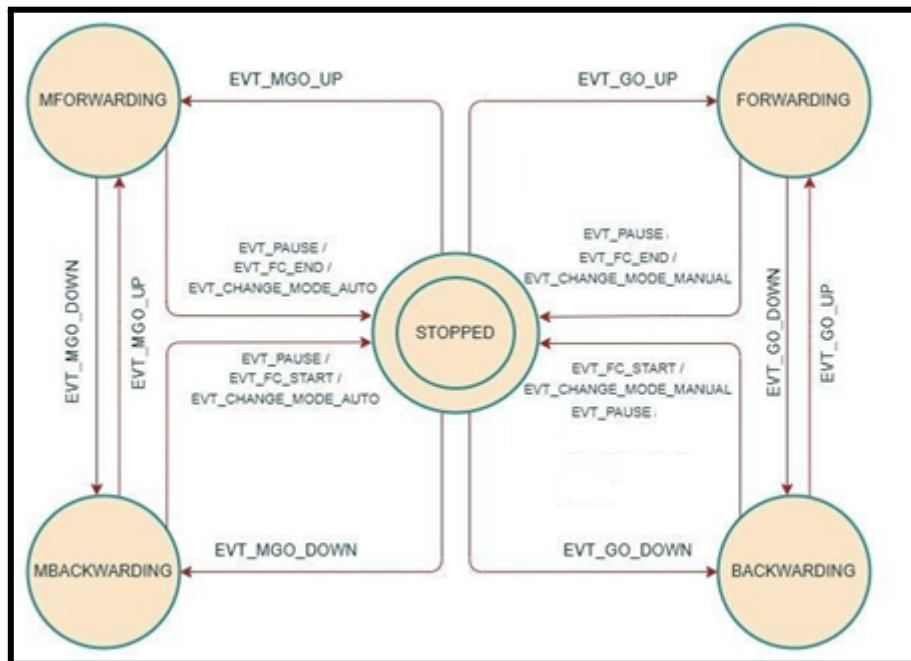 EVT_MGO_UP
EVT_GO_UP
MFORWARDING
FORWARDING
EVT_PAUSE /
EVT_FC_END /
EVT_CHANGE_MODE_AUTO
EVT_PAUSE
EVT_FC_END /
EVT_CHANGE_MODE_MANUAL
EVT_MGO_DOWN
EVT_MGO_UP
STOPPED
EVT_GO_DOWN
EVT_GO_UP
EVT_PAUSE /
EVT_FC_START /
EVT_CHANGE_MODE_AUTO
EVT_FC_START /
EVT_CHANGE_MODE_MANUAL
EVT_PAUSE
EVT_MGO_DOWN
EVT_GO_DOWN
MBACKWARDING
BACKWARDING